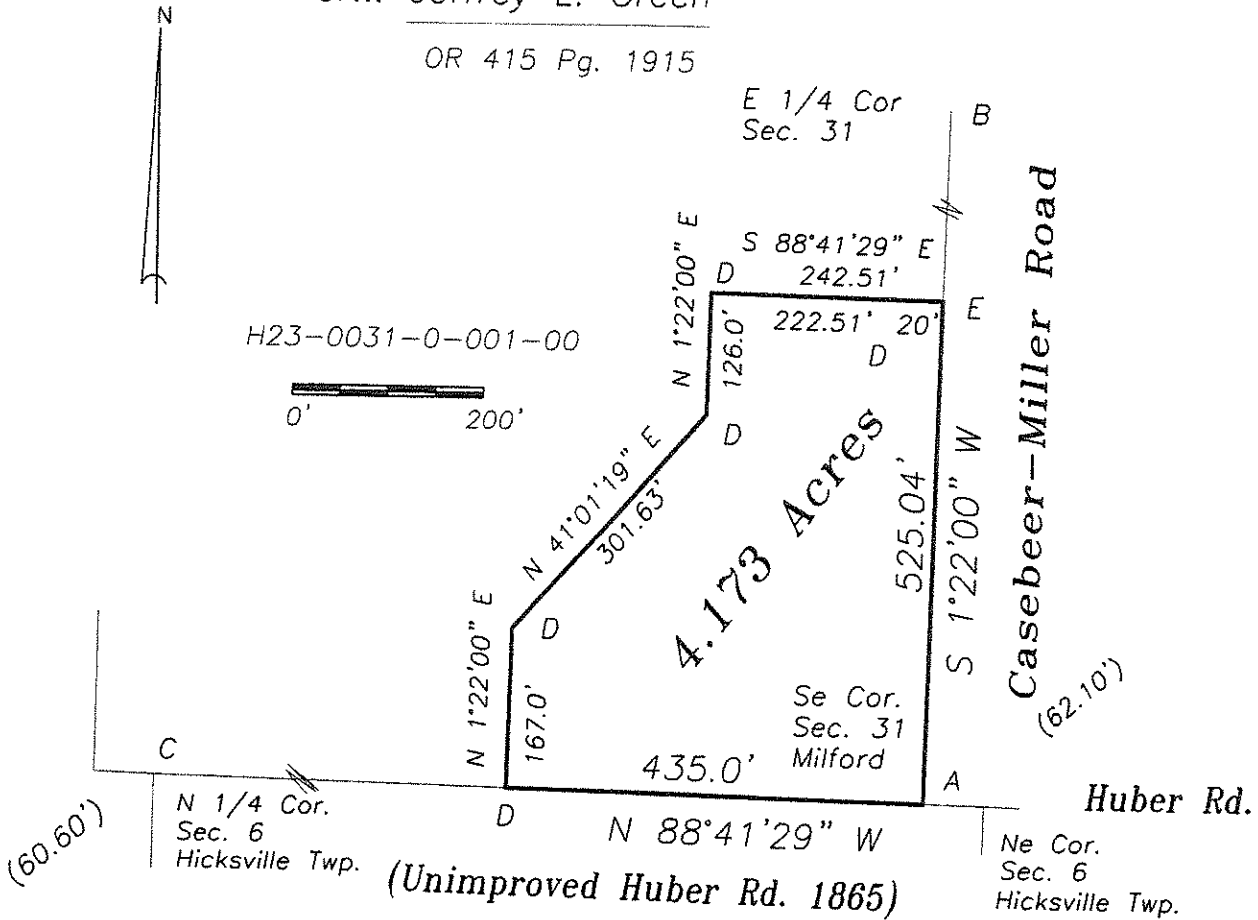 N
OR 415 Pg. 1915
E 1/4 Cor
Sec. 31
B
S 88°41'29" E
242.51'
D
222.51' 20'
E
D
N 1°22'00" E
126.0'
D
H23-0031-0-001-00
0' 200'
N 41°01'19" E
301.63'
D
N 1°22'00" E
167.0'
4.173 Acres
525.04'
S 1°22'00" W
Casebeer-Miller Road
(62.10')
Se Cor.
Sec. 31
Milford
435.0'
A
Huber Rd.
C
D
N 88°41'29" W
(60.60')
N 1/4 Cor.
Sec. 6
Hicksville Twp.
(Unimproved Huber Rd. 1865)
Ne Cor.
Sec. 6
Hicksville Twp.